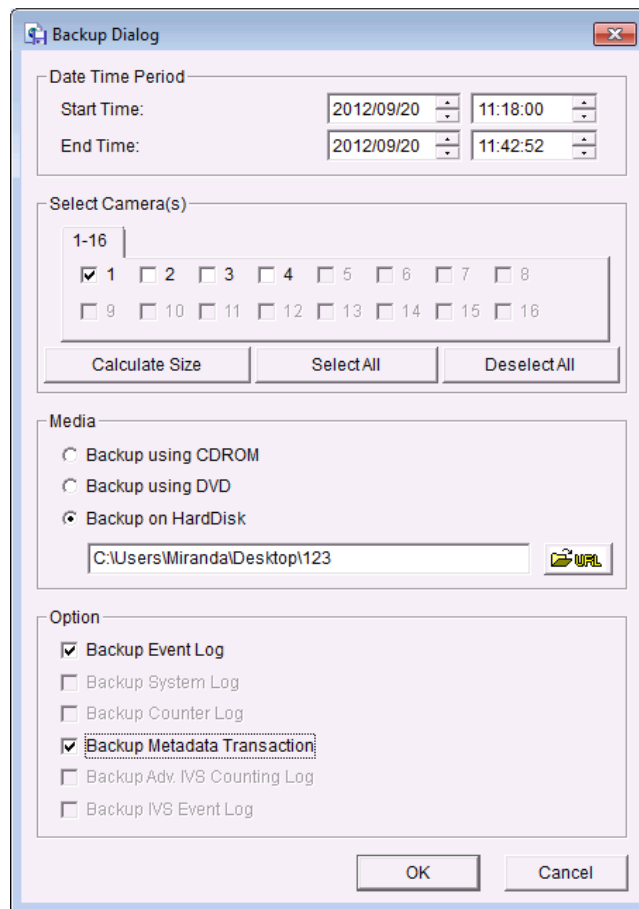 Backup Dialog
Date Time Period
Start Time: 2012/09/20 11:18:00
End Time: 2012/09/20 11:42:52
Select Camera(s)
1-16
1 2 3 4 5 6 7 8
9 10 11 12 13 14 15 16
Calculate Size Select All Deselect All
Media
Backup using CDROM
Backup using DVD
Backup on HardDisk
C:\Users\Miranda\Desktop\123 URL
Option
Backup Event Log
Backup System Log
Backup Counter Log
Backup Metadata Transaction
Backup Adv. IVS Counting Log
Backup IVS Event Log
OK Cancel